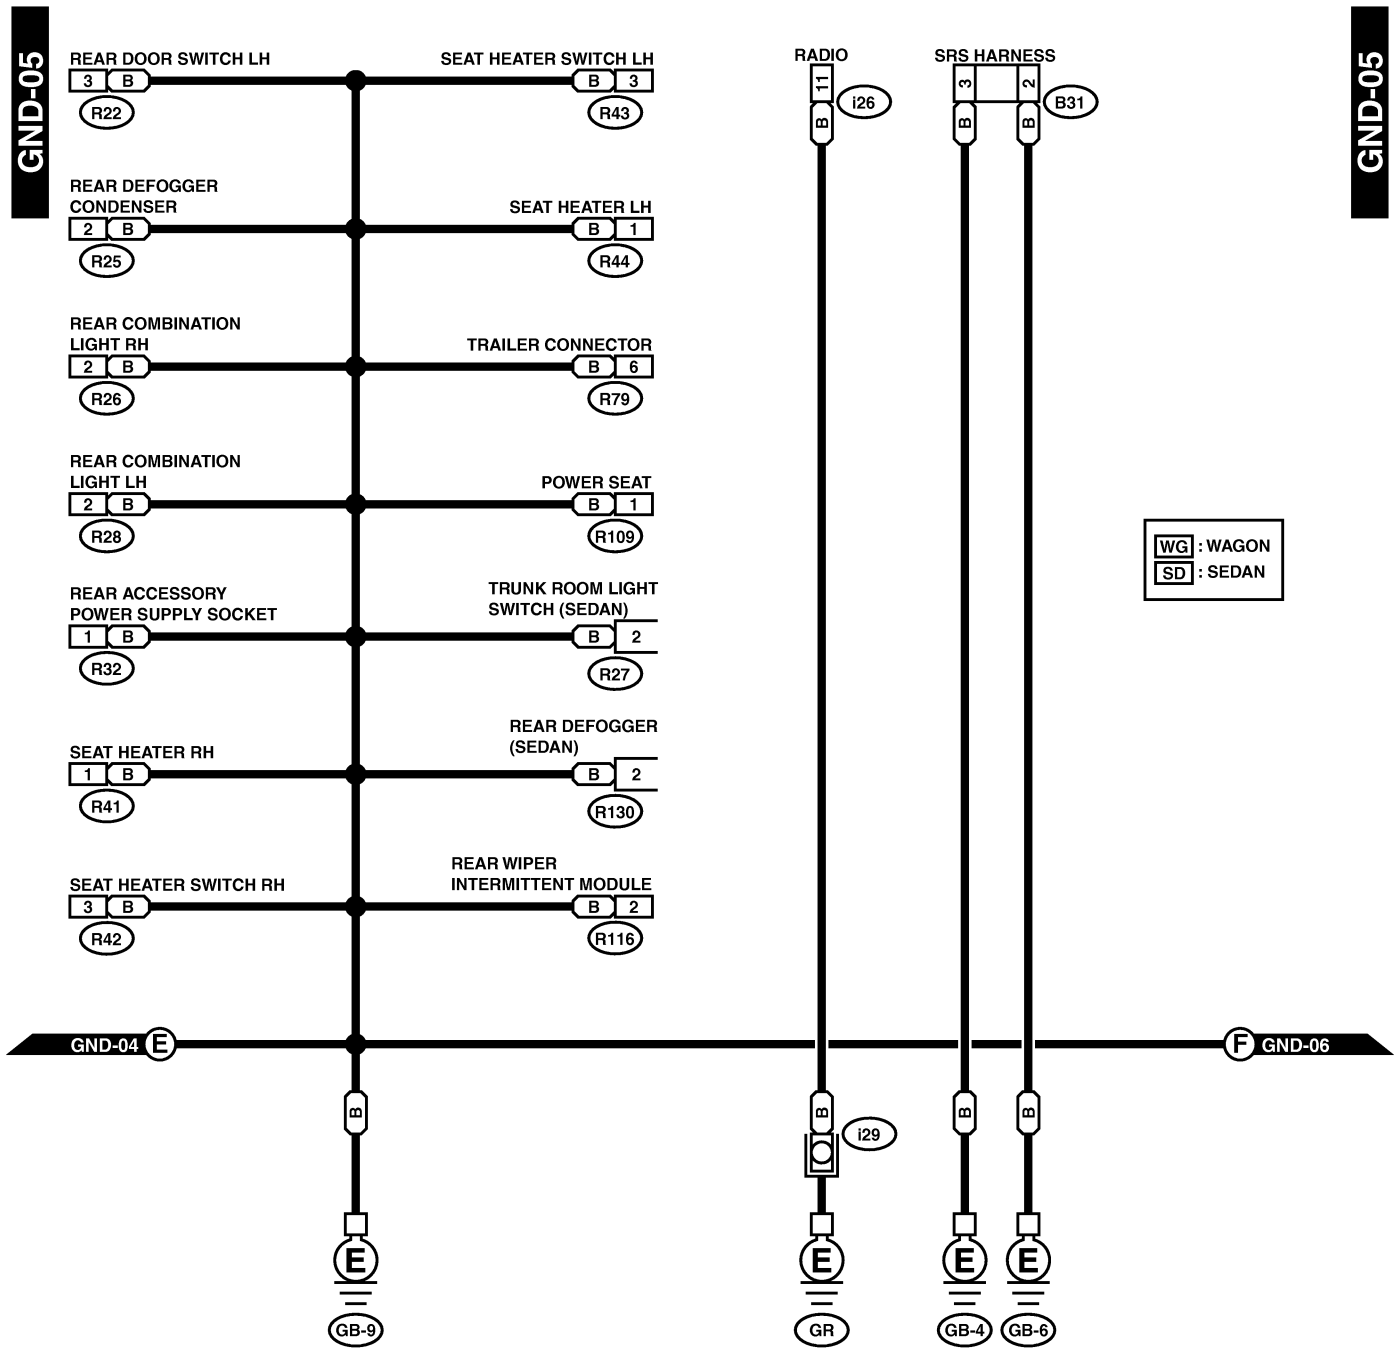 GND-05
GND-05
REAR DOOR SWITCH LH
3 B
R22
SEAT HEATER SWITCH LH
B 3
R43
RADIO
11
i26
B
SRS HARNESS
3 2
B31
B B
REAR DEFOGGER
CONDENSER
2 B
R25
SEAT HEATER LH
B 1
R44
REAR COMBINATION
LIGHT RH
2 B
R26
TRAILER CONNECTOR
B 6
R79
REAR COMBINATION
LIGHT LH
2 B
R28
POWER SEAT
B 1
R109
WG : WAGON
SD : SEDAN
REAR ACCESSORY
POWER SUPPLY SOCKET
1 B
R32
TRUNK ROOM LIGHT
SWITCH (SEDAN)
B 2
R27
SEAT HEATER RH
1 B
R41
REAR DEFOGGER
(SEDAN)
B 2
R130
SEAT HEATER SWITCH RH
3 B
R42
REAR WIPER
INTERMITTENT MODULE
B 2
R116
GND-04 E
F GND-06
B B B B
i29
E E E E
GB-9 GR GB-4 GB-6